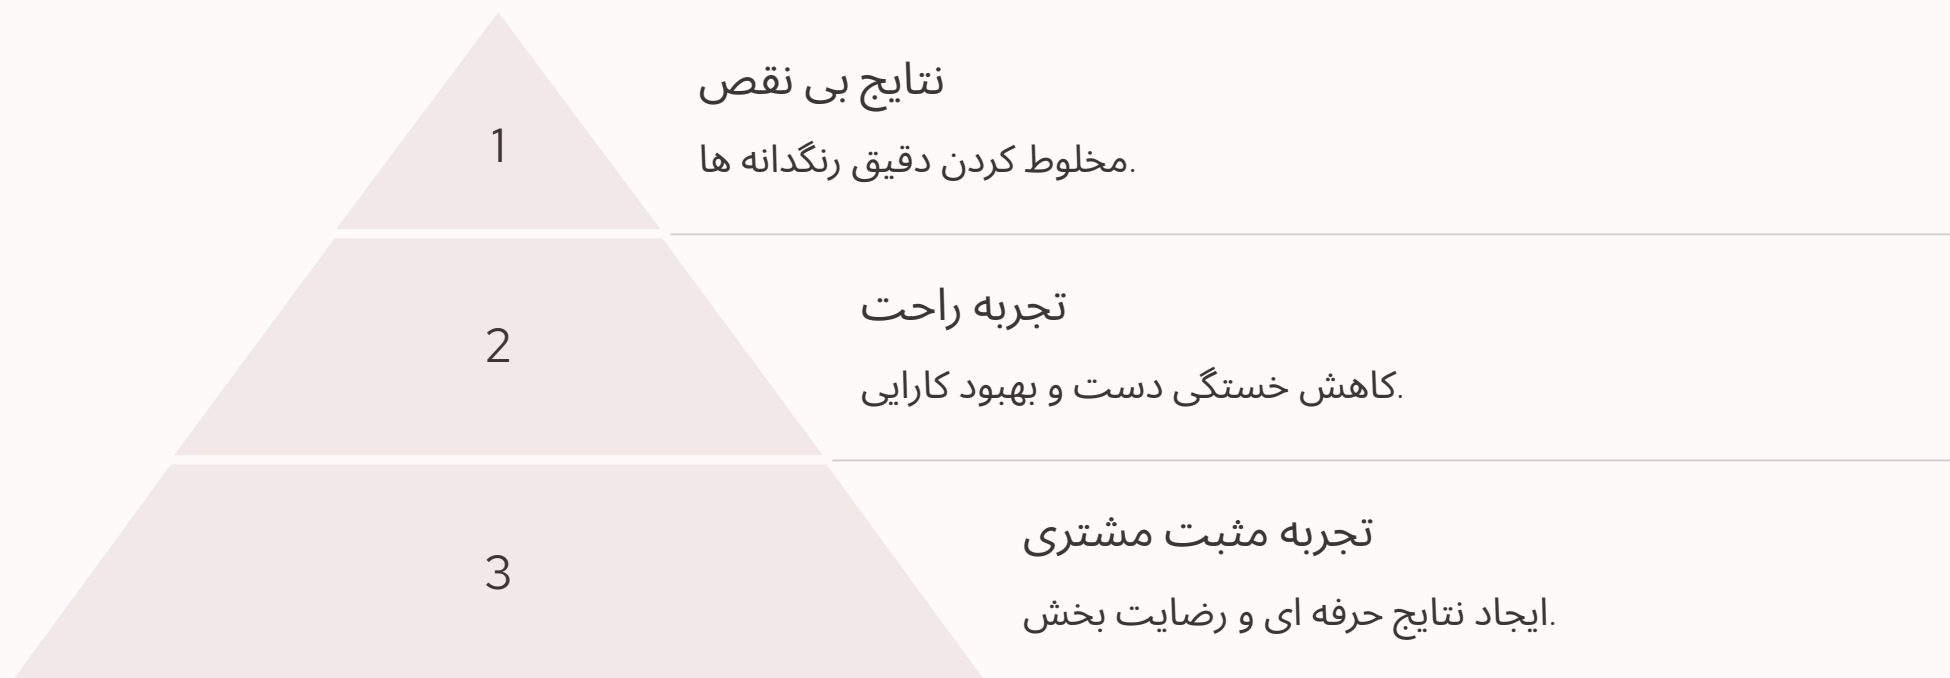 1
نتایج بی نقص
مخلوط کردن دقیق رنگدانه ها.
2
تجربه راحت
کاهش خستگی دست و بهبود کارایی.
3
تجربه مثبت مشتری
ایجاد نتایج حرفه ای و رضایت بخش.